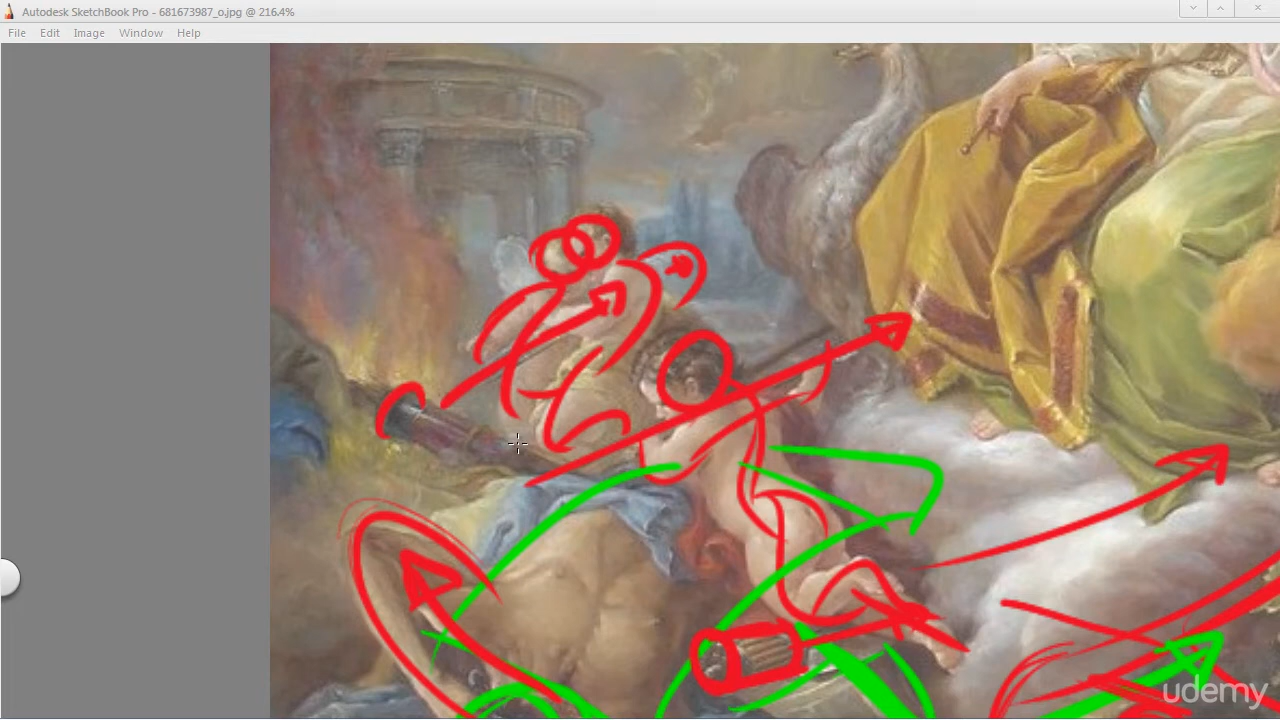 Autodesk SketchBook Pro - 681673987_o.jpg @ 216.4%
File Edit Image Window Help
udemy